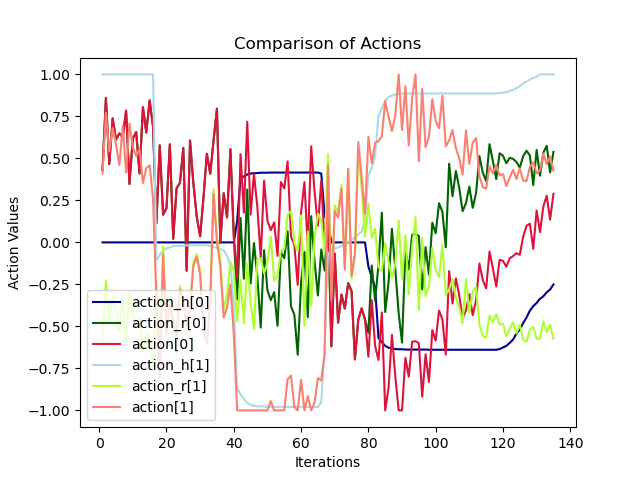 Comparison of Actions
Action Values
1.00
0.75
0.50
0.25
0.00
−0.25
−0.50
−0.75
−1.00
action_h[0]
action_r[0]
action[0]
action_h[1]
action_r[1]
action[1]
0 20 40 60 80 100 120 140
Iterations